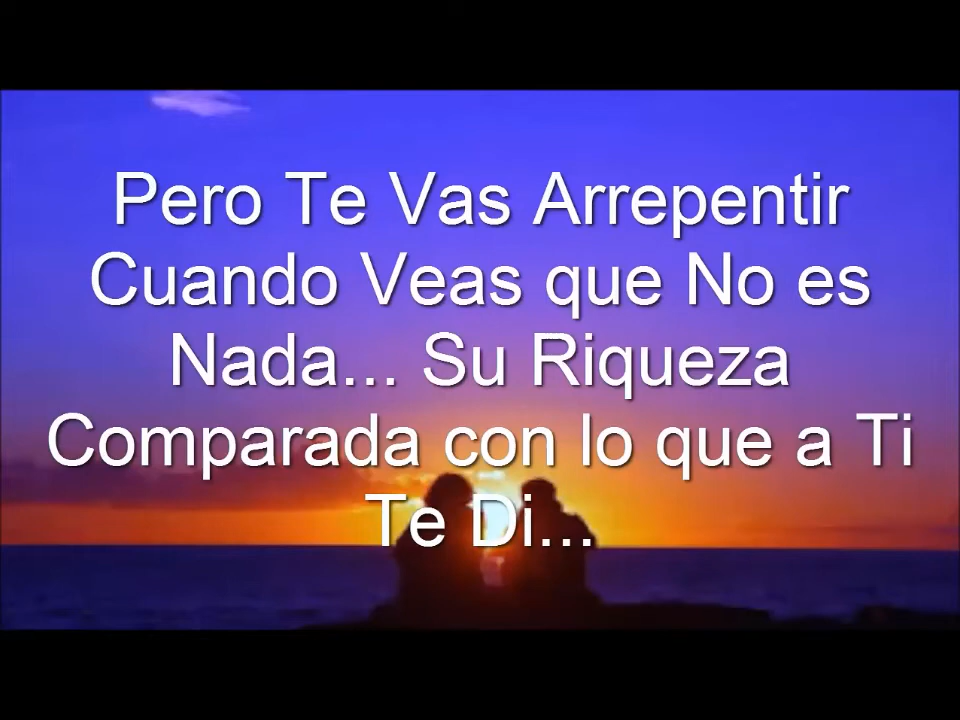 Pero Te Vas Arrepentir
Cuando Veas que No es
Nada... Su Riqueza
Comparada con lo que a Ti
Te Di...